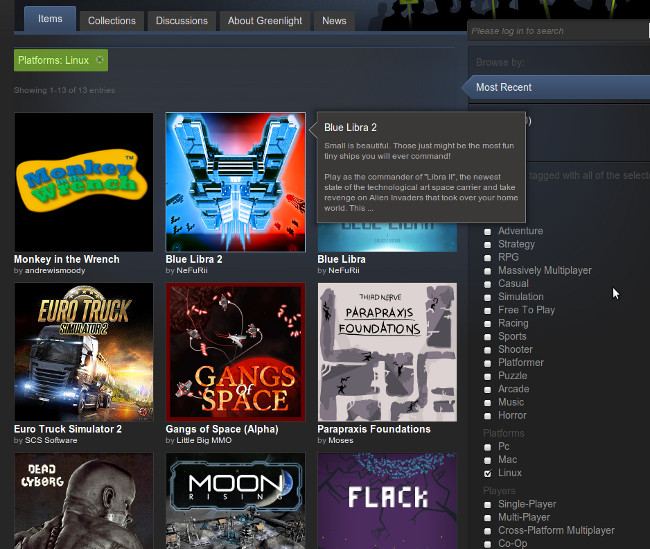 Items
Collections
Discussions
About Greenlight
News
Please log in to search
Platforms: Linux
Showing 1-13 of 13 entries
Browse by:
Most Recent
Monkey
in the
Wrench
TM
Monkey in the Wrench
by andrewismoody
Blue Libra 2
by NeFuRii
Blue Libra 2
Small is beautiful. Those just might be the most fun
tiny ships you will ever command!
Play as the commander of "Libra II", the newest
state of the technological art space carrier and take
revenge on Alien Invaders that took over your home
world. This ...
BLUE LIBRA
Blue Libra
by NeFuRii
EURO TRUCK
SIMULATOR 2
Euro Truck Simulator 2
by SCS Software
GANGS
OF
SPACE
Gangs of Space (Alpha)
by Little Big MMO
THIRD NERVE
PARAPRAXIS
FOUNDATIONS
Parapraxis Foundations
by Moses
DEAD
CYBORG
MOON
RISING
FLACK
tagged with all of the selected
Adventure
Strategy
RPG
Massively Multiplayer
Casual
Simulation
Free To Play
Racing
Sports
Shooter
Platformer
Puzzle
Arcade
Music
Horror
Platforms
Pc
Mac
Linux
Players
Single-Player
Multi-Player
Cross-Platform Multiplayer
Co-Op